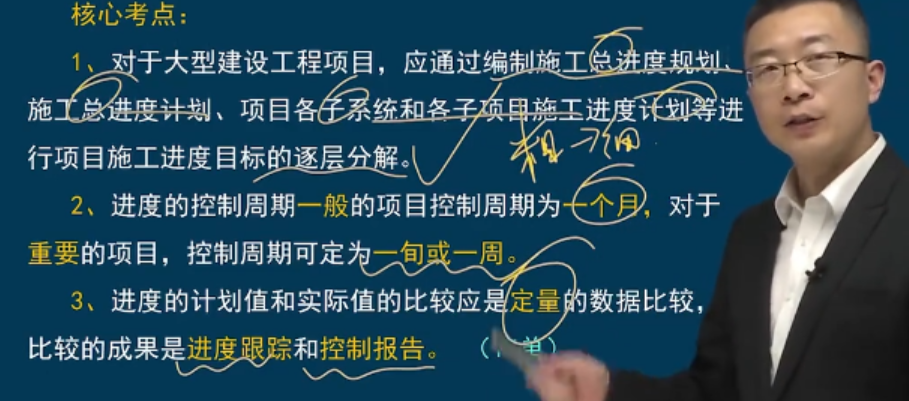 核心考点：
1、对于大型建设工程项目，应通过编制施工总进度规划、
施工总进度计划、项目各子系统和各子项目施工进度计划等进
行项目施工进度目标的逐层分解。
粗→细
2、进度的控制周期一般的项目控制周期为一个月，对于
重要的项目，控制周期可定为一旬或一周。
3、进度的计划值和实际值的比较应是定量的数据比较，
比较的成果是进度跟踪和控制报告。（ 单）